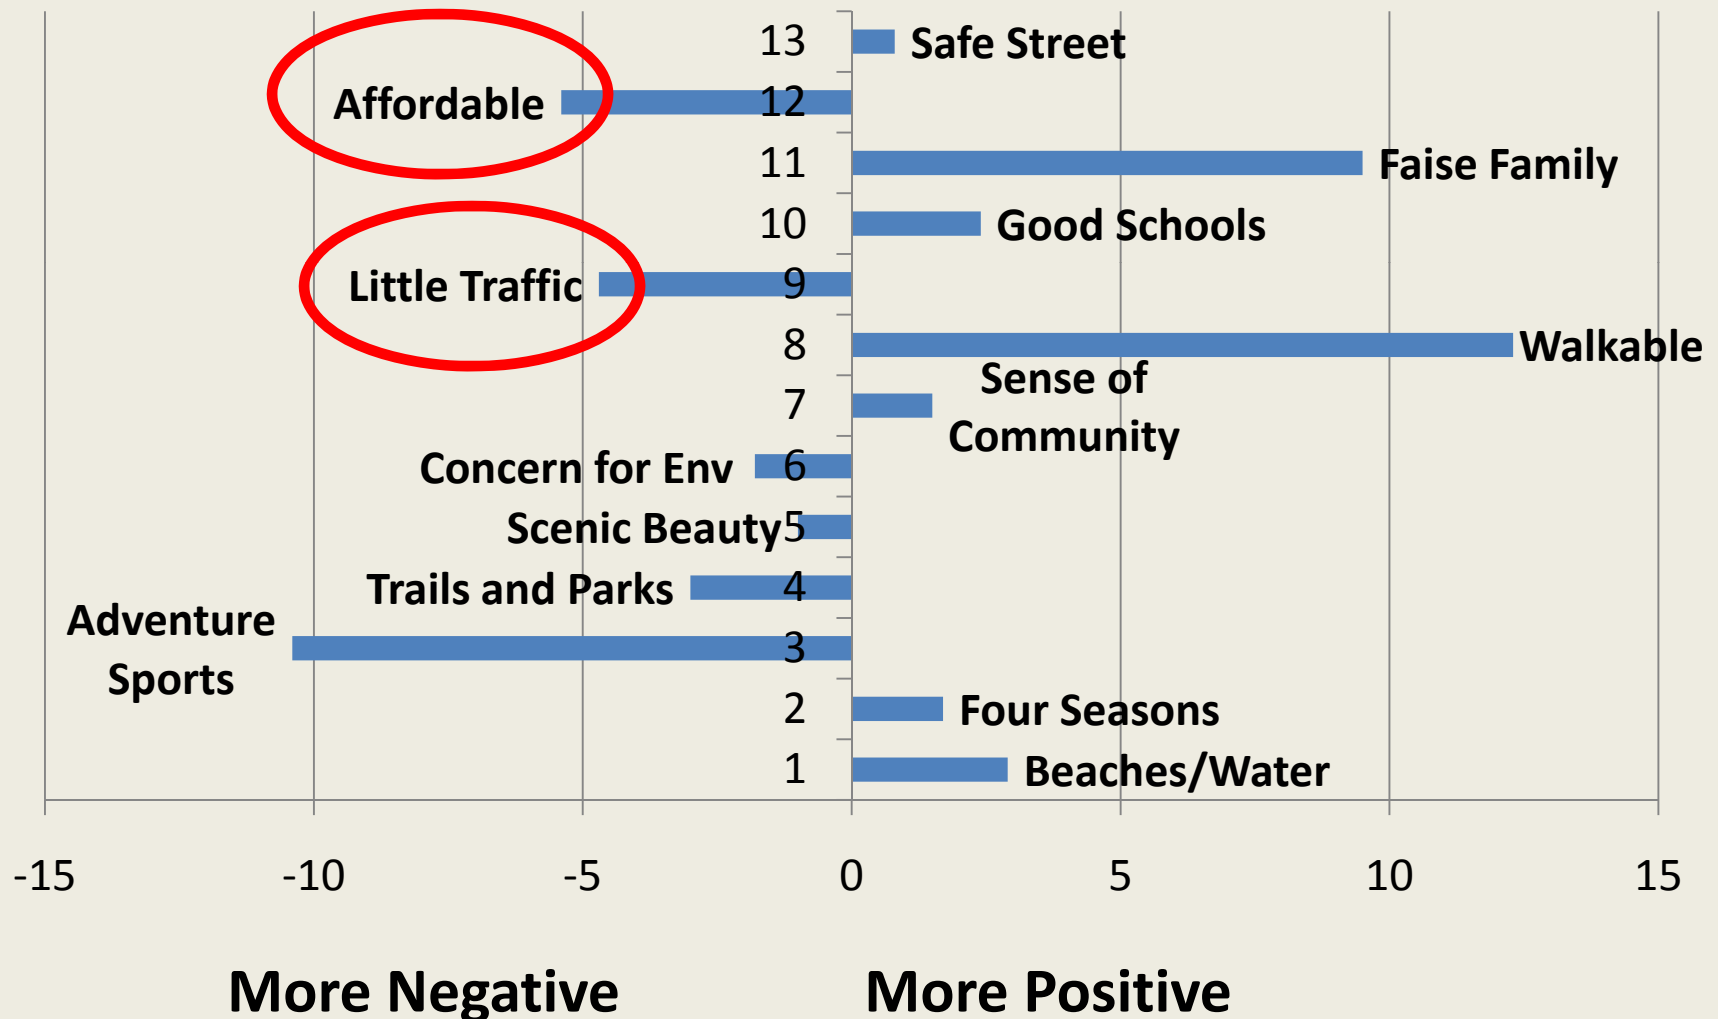 13 Safe Street
Affordable 12
11 Faise Family
10 Good Schools
Little Traffic 9
8 Walkable
Sense of
7
Community
Concern for Env 6
Scenic Beauty 5
Trails and Parks 4
Adventure
3
Sports
2 Four Seasons
1 Beaches/Water
-15 -10 -5 0 5 10 15
More Negative More Positive